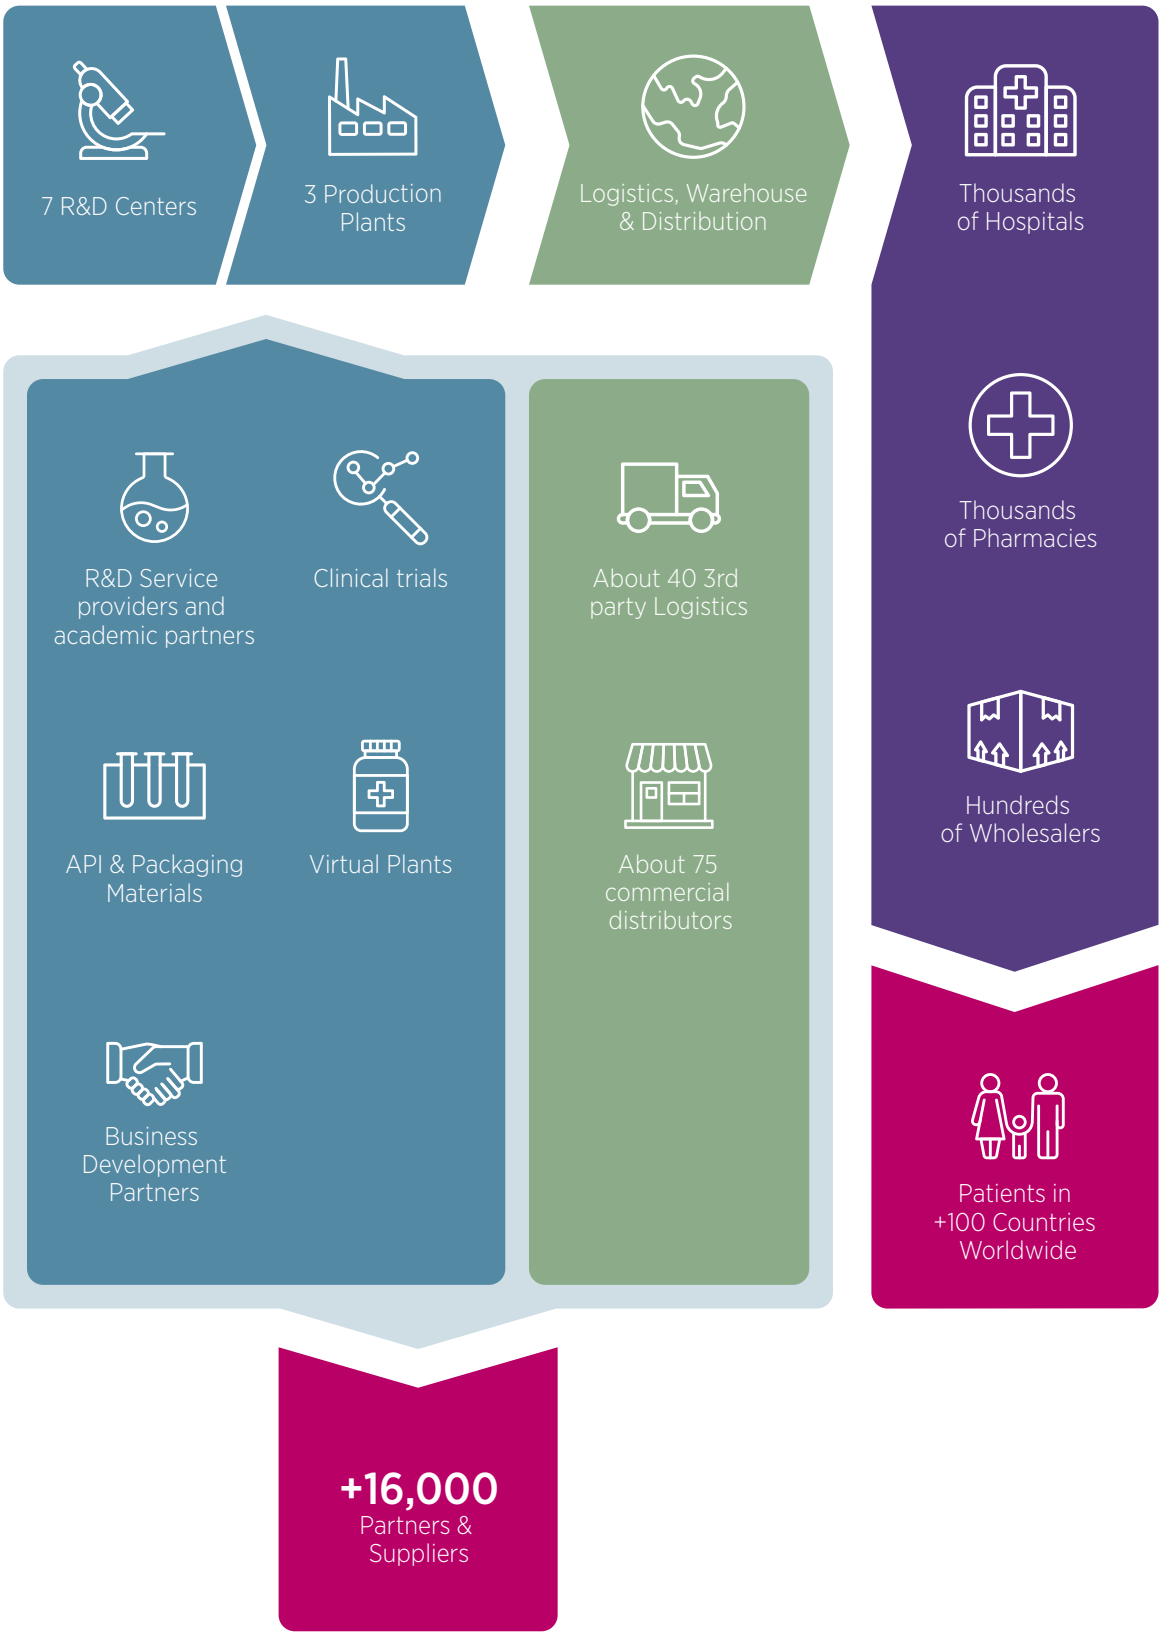 7 R&D Centers
3 Production
Plants
Logistics, Warehouse
& Distribution
Thousands
of Hospitals
Thousands
of Pharmacies
Hundreds
of Wholesalers
R&D Service
providers and
academic partners
Clinical trials
API & Packaging
Materials
Virtual Plants
Business
Development
Partners
About 40 3rd
party Logistics
About 75
commercial
distributors
Patients in
+100 Countries
Worldwide
+16,000
Partners &
Suppliers